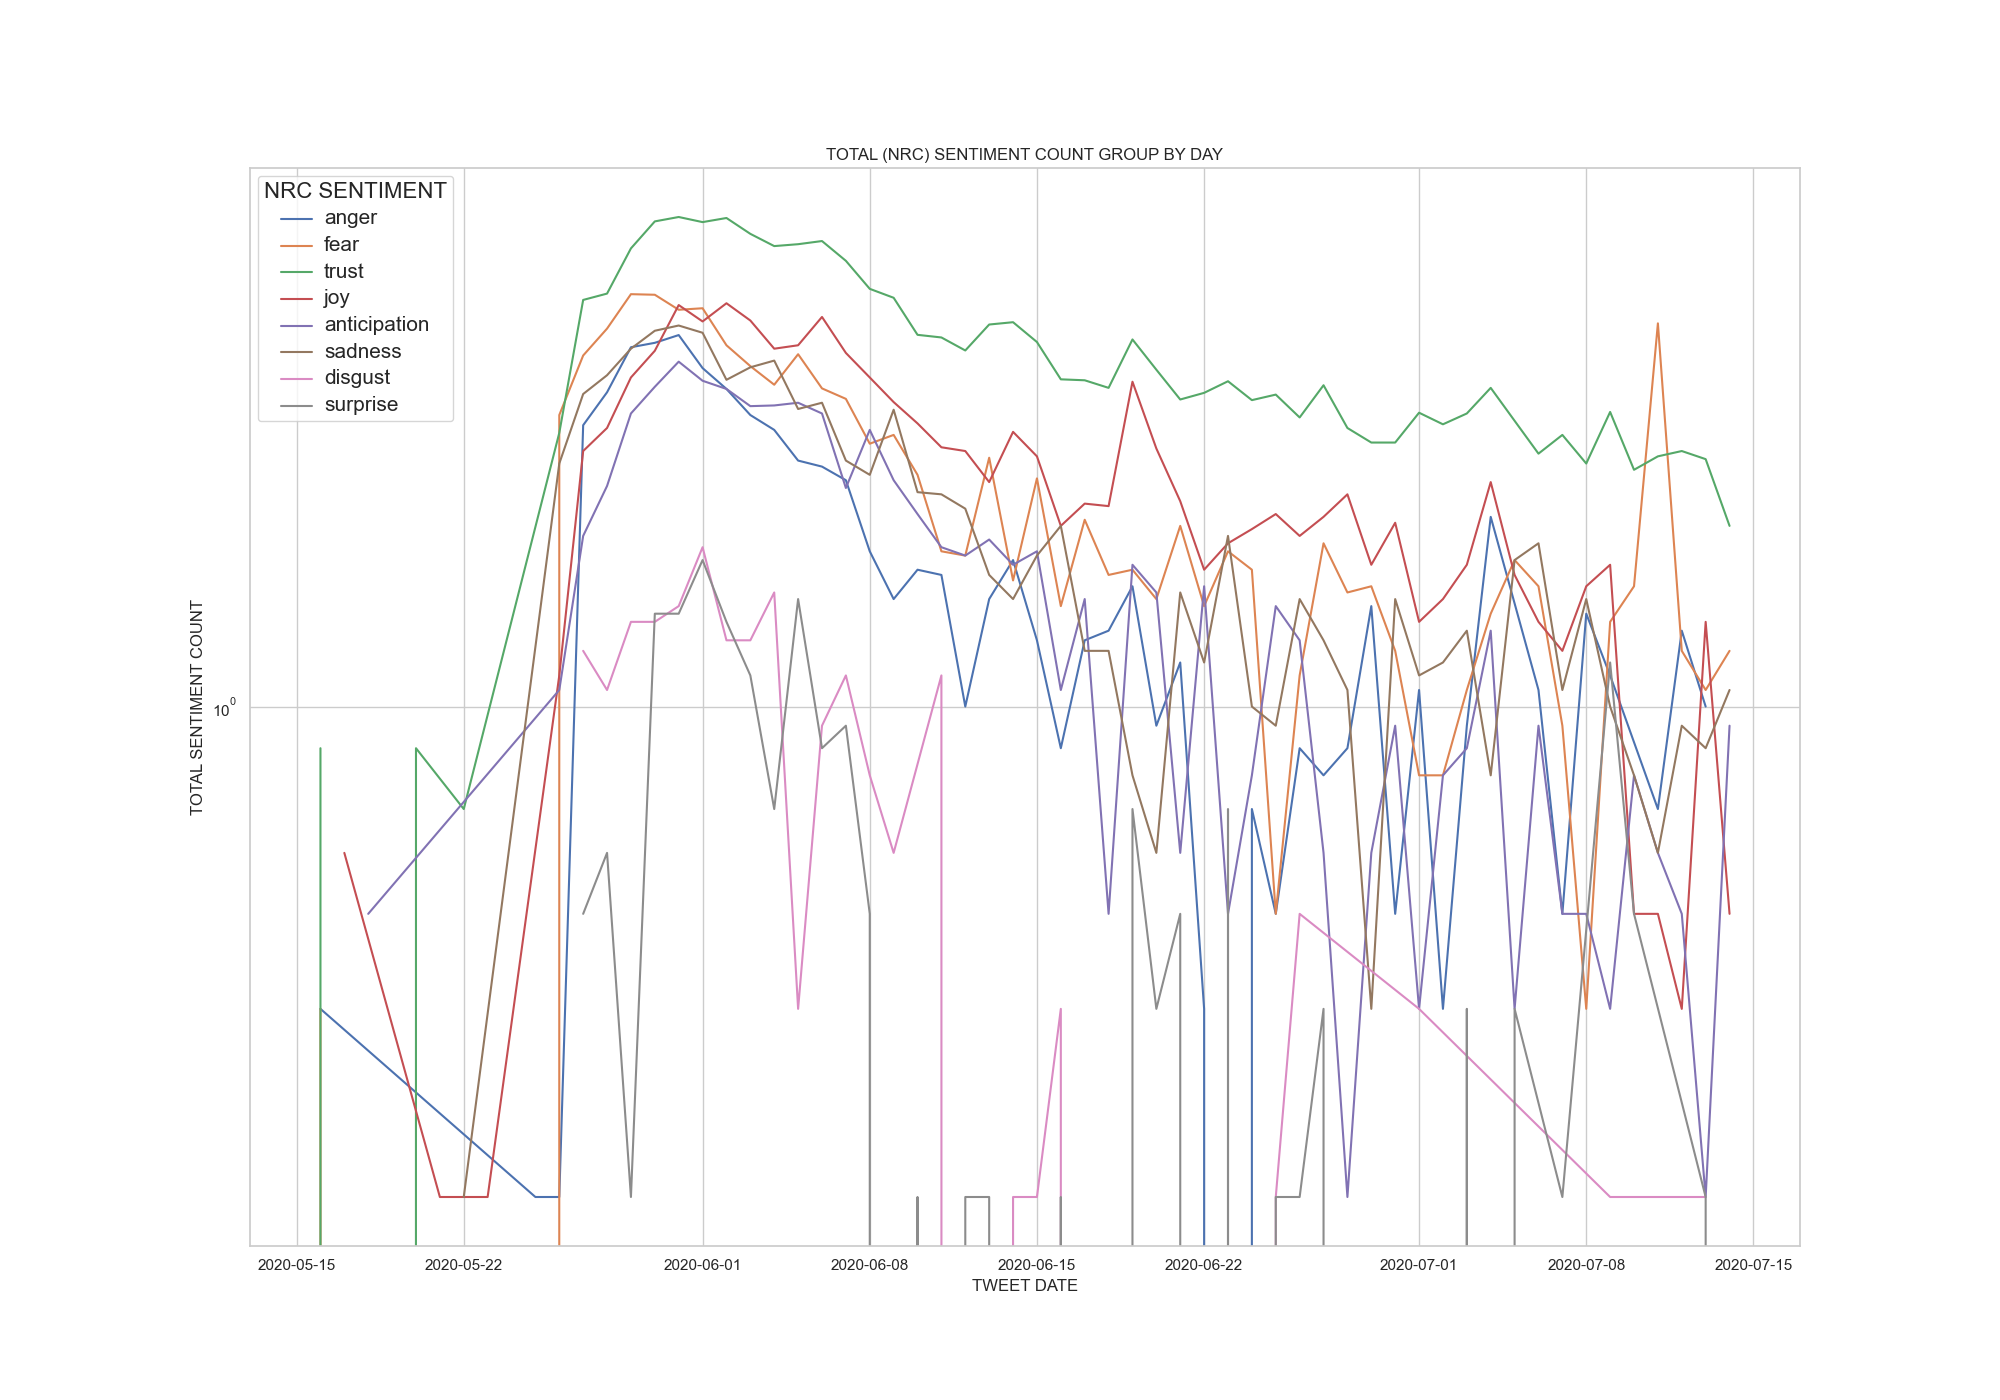 TOTAL (NRC) SENTIMENT COUNT GROUP BY DAY
NRC SENTIMENT
anger
fear
trust
joy
anticipation
sadness
disgust
surprise
TOTAL SENTIMENT COUNT
10⁰
2020-05-15 2020-05-22 2020-06-01 2020-06-08 2020-06-15 2020-06-22 2020-07-01 2020-07-08 2020-07-15
TWEET DATE